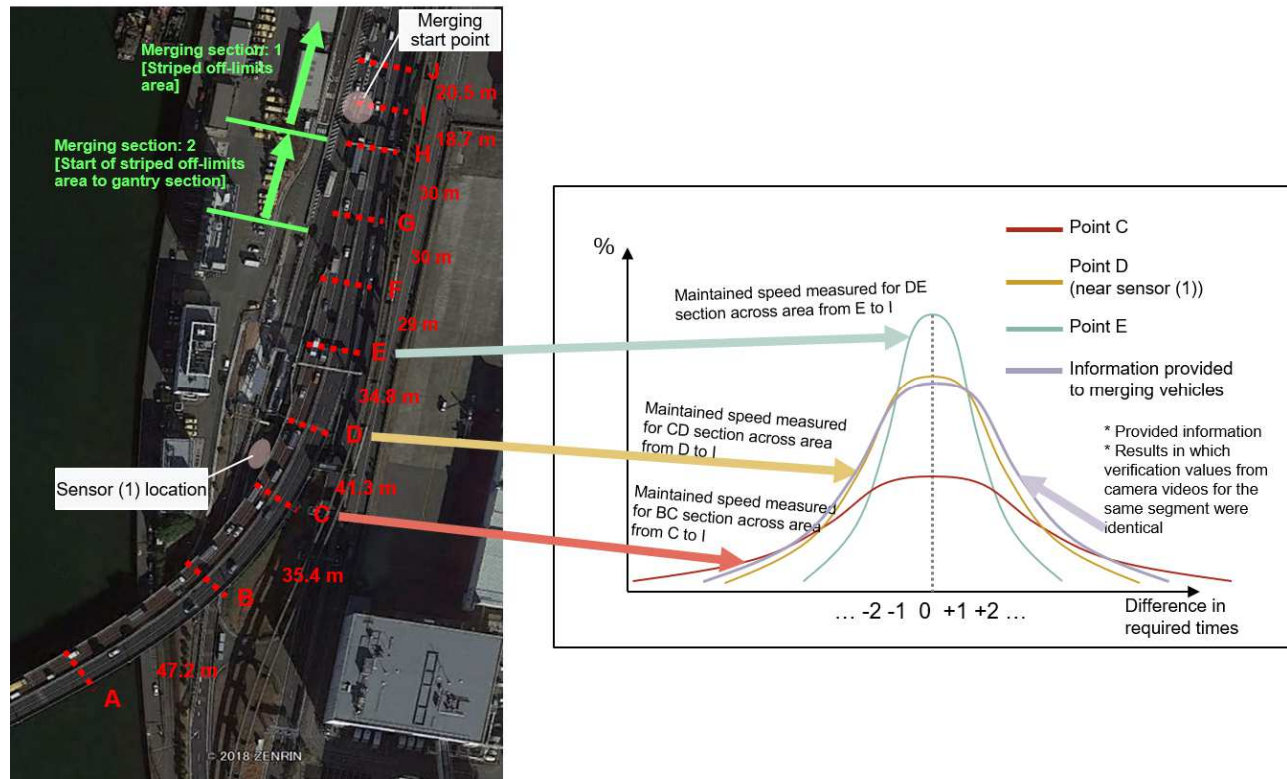 Merging section: 1
[Striped off-limits
area]
Merging
start point
J
20.5 m
I
18.7 m
H
Merging section: 2
[Start of striped off-limits
area to gantry section]
30 m
G
30 m
F
29 m
E
34.8 m
D
Sensor (1) location
41.3 m
C
35.4 m
B
47.2 m
A
© 2018 ZENRIN
%
Maintained speed measured for DE
section across area from E to I
Maintained speed measured
for CD section across area
from D to I
Maintained speed measured
for BC section across area
from C to I
Point C
Point D
(near sensor (1))
Point E
Information provided
to merging vehicles
* Provided information
* Results in which
verification values from
camera videos for the
same segment were
identical
... -2 -1 0 +1 +2 ...
Difference in
required times